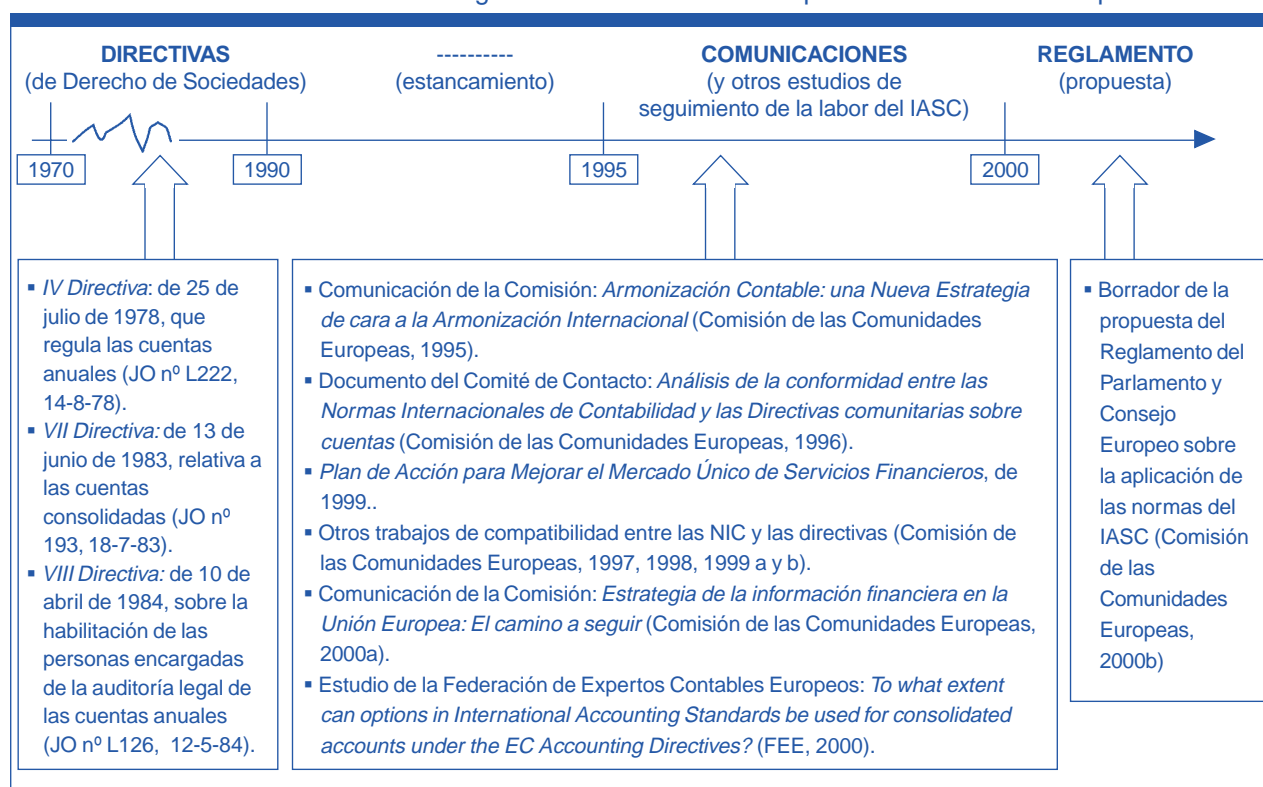 DIRECTIVAS
(de Derecho de Sociedades)
----------
(estancamiento)
COMUNICACIONES
(y otros estudios de
seguimiento de la labor del IASC)
REGLAMENTO
(propuesta)
1970
1990
1995
2000
▪ IV Directiva: de 25 de
julio de 1978, que
regula las cuentas
anuales (JO nº L222,
14-8-78).
▪ VII Directiva: de 13 de
junio de 1983, relativa a
las cuentas
consolidadas (JO nº
193, 18-7-83).
▪ VIII Directiva: de 10 de
abril de 1984, sobre la
habilitación de las
personas encargadas
de la auditoría legal de
las cuentas anuales
(JO nº L126, 12-5-84).
▪ Comunicación de la Comisión: Armonización Contable: una Nueva Estrategia
de cara a la Armonización Internacional (Comisión de las Comunidades
Europeas, 1995).
▪ Documento del Comité de Contacto: Análisis de la conformidad entre las
Normas Internacionales de Contabilidad y las Directivas comunitarias sobre
cuentas (Comisión de las Comunidades Europeas, 1996).
▪ Plan de Acción para Mejorar el Mercado Único de Servicios Financieros, de
1999..
▪ Otros trabajos de compatibilidad entre las NIC y las directivas (Comisión de
las Comunidades Europeas, 1997, 1998, 1999 a y b).
▪ Comunicación de la Comisión: Estrategia de la información financiera en la
Unión Europea: El camino a seguir (Comisión de las Comunidades Europeas,
2000a).
▪ Estudio de la Federación de Expertos Contables Europeos: To what extent
can options in International Accounting Standards be used for consolidated
accounts under the EC Accounting Directives? (FEE, 2000).
▪ Borrador de la
propuesta del
Reglamento del
Parlamento y
Consejo
Europeo sobre
la aplicación de
las normas del
IASC (Comisión
de las
Comunidades
Europeas,
2000b)